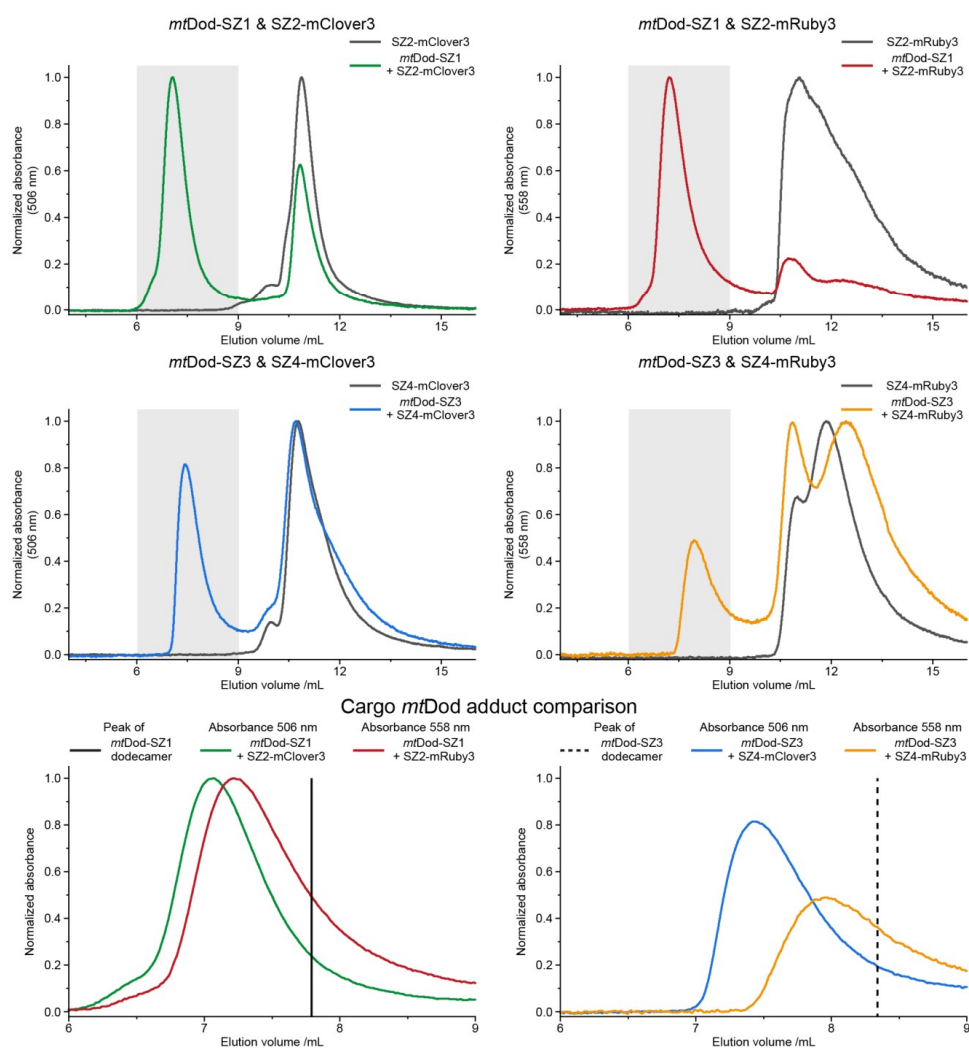 mtDod-SZ1 & SZ2-mClover3
SZ2-mClover3
mtDod-SZ1
+ SZ2-mClover3
Normalized absorbance
(506 nm)
1.0
0.8
0.6
0.4
0.2
0.0
6
9
12
15
Elution volume /mL
mtDod-SZ1 & SZ2-mRuby3
SZ2-mRuby3
mtDod-SZ1
+ SZ2-mRuby3
Normalized absorbance
(558 nm)
1.0
0.8
0.6
0.4
0.2
0.0
6
9
12
15
Elution volume /mL
mtDod-SZ3 & SZ4-mClover3
SZ4-mClover3
mtDod-SZ3
+ SZ4-mClover3
Normalized absorbance
(506 nm)
1.0
0.8
0.6
0.4
0.2
0.0
6
9
12
15
Elution volume /mL
mtDod-SZ3 & SZ4-mRuby3
SZ4-mRuby3
mtDod-SZ3
+ SZ4-mRuby3
Normalized absorbance
(558 nm)
1.0
0.8
0.6
0.4
0.2
0.0
6
9
12
15
Elution volume /mL
Cargo mtDod adduct comparison
Peak of
mtDod-SZ1
dodecamer
Absorbance 506 nm
mtDod-SZ1
+ SZ2-mClover3
Absorbance 558 nm
mtDod-SZ1
+ SZ2-mRuby3
Normalized absorbance
1.0
0.8
0.6
0.4
0.2
0.0
6
7
8
9
Elution volume /mL
Peak of
mtDod-SZ3
dodecamer
Absorbance 506 nm
mtDod-SZ3
+ SZ4-mClover3
Absorbance 558 nm
mtDod-SZ3
+ SZ4-mRuby3
Normalized absorbance
1.0
0.8
0.6
0.4
0.2
0.0
6
7
8
9
Elution volume /mL